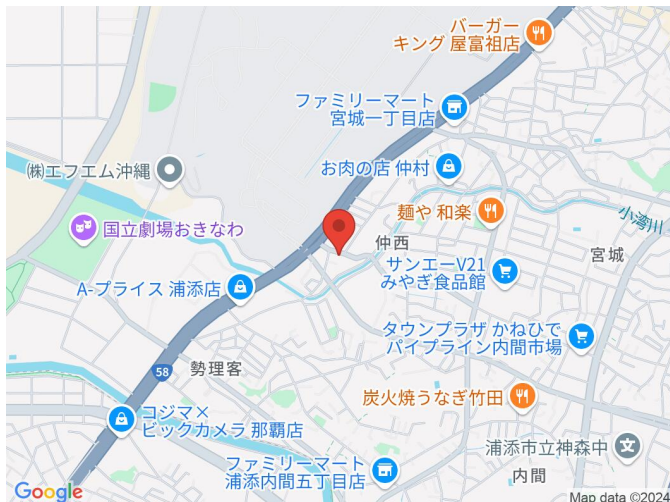 バーガー
キング 屋富祖店
ファミリーマート
宮城一丁目店
お肉の店 仲村
㈱エフエム沖縄
小湾川
麺や 和楽
国立劇場おきなわ
仲西
宮城
サンエーV21
みやぎ食品館
A-プライス 浦添店
タウンプラザ かねひで
パイプライン内間市場
58
勢理客
炭火焼うなぎ竹田
コジマ×
ビックカメラ 那覇店
浦添市立神森中
ファミリーマート
浦添内間五丁目店
内間
Google
Map data ©2024